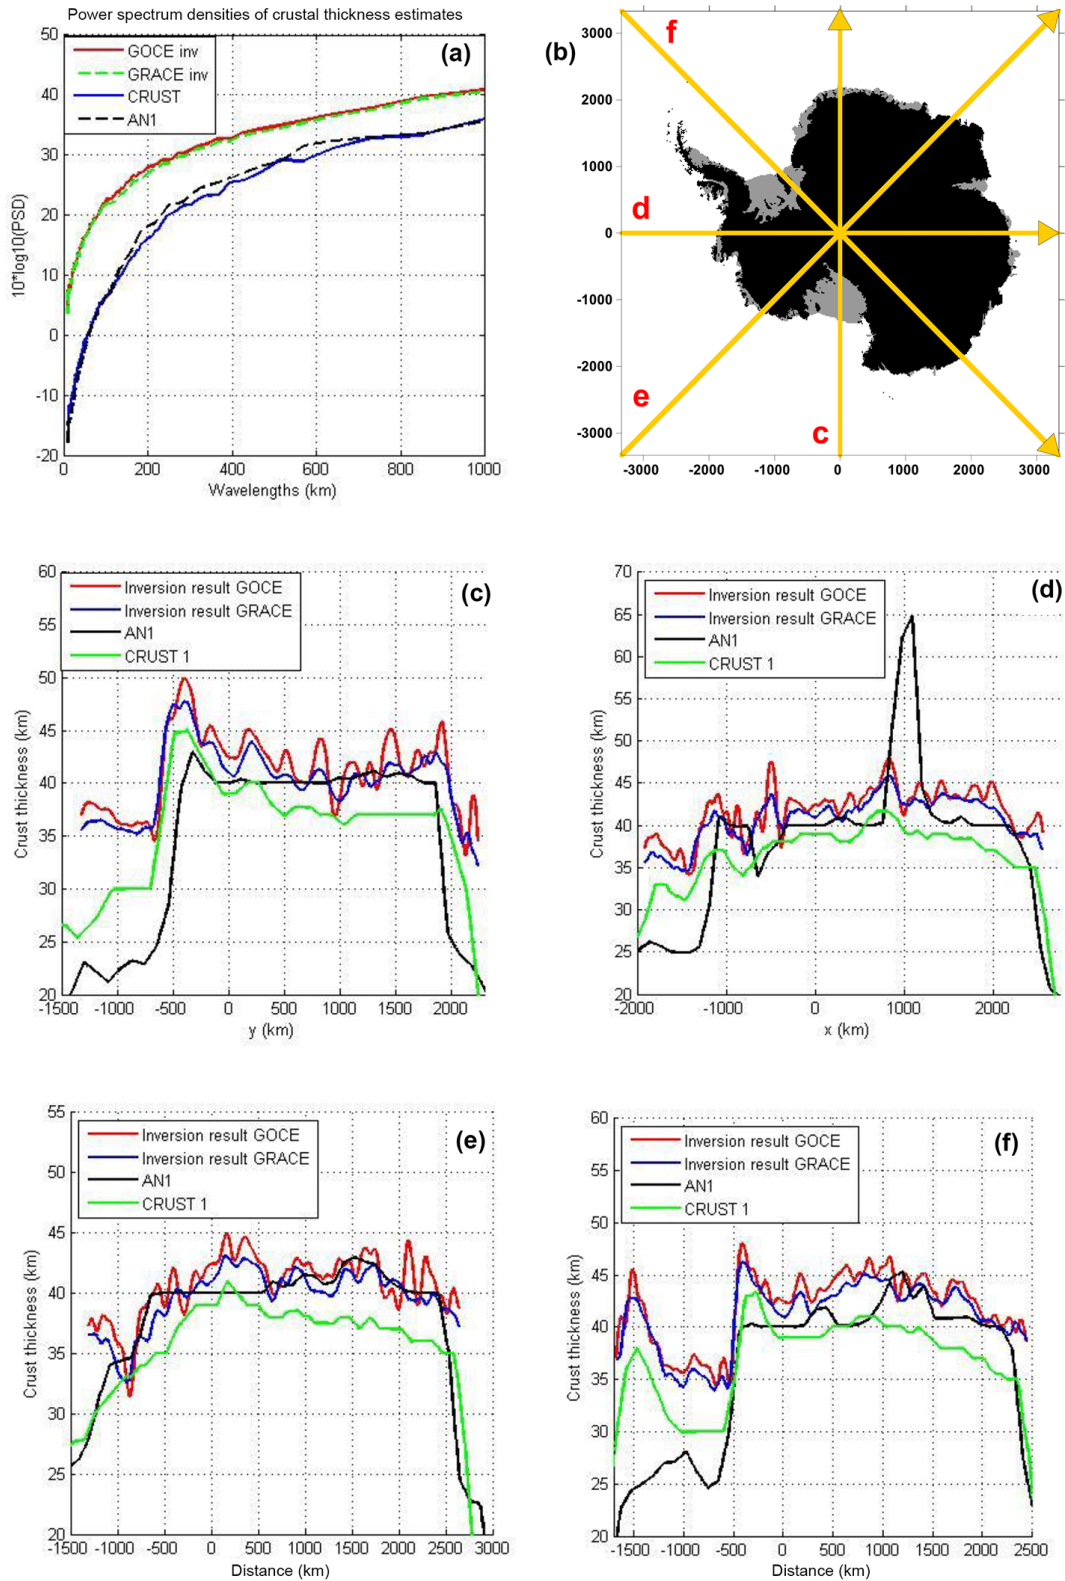 Power spectrum densities of crustal thickness estimates
50
40
30
20
10
0
-10
-20
10*log10(PSD)
GOCE inv
GRACE inv
CRUST
AN1
(a)
0 200 400 600 800 1000
Wavelengths (km)
(b)
3000
2000
1000
0
-1000
-2000
-3000
f
d
e
c
-3000 -2000 -1000 0 1000 2000 3000
60
55
50
45
40
35
30
25
20
Crust thickness (km)
Inversion result GOCE
Inversion result GRACE
AN1
CRUST 1
(c)
-1500 -1000 -500 0 500 1000 1500 2000
y (km)
70
65
60
55
50
45
40
35
30
25
20
Crust thickness (km)
Inversion result GOCE
Inversion result GRACE
AN1
CRUST 1
(d)
-2000 -1000 0 1000 2000
x (km)
55
50
45
40
35
30
25
20
Crust thickness (km)
Inversion result GOCE
Inversion result GRACE
AN1
CRUST 1
(e)
-1500 -1000 -500 0 500 1000 1500 2000 2500 3000
Distance (km)
60
55
50
45
40
35
30
25
20
Crust thickness (km)
Inversion result GOCE
Inversion result GRACE
AN1
CRUST 1
(f)
-1500 -1000 -500 0 500 1000 1500 2000 2500
Distance (km)